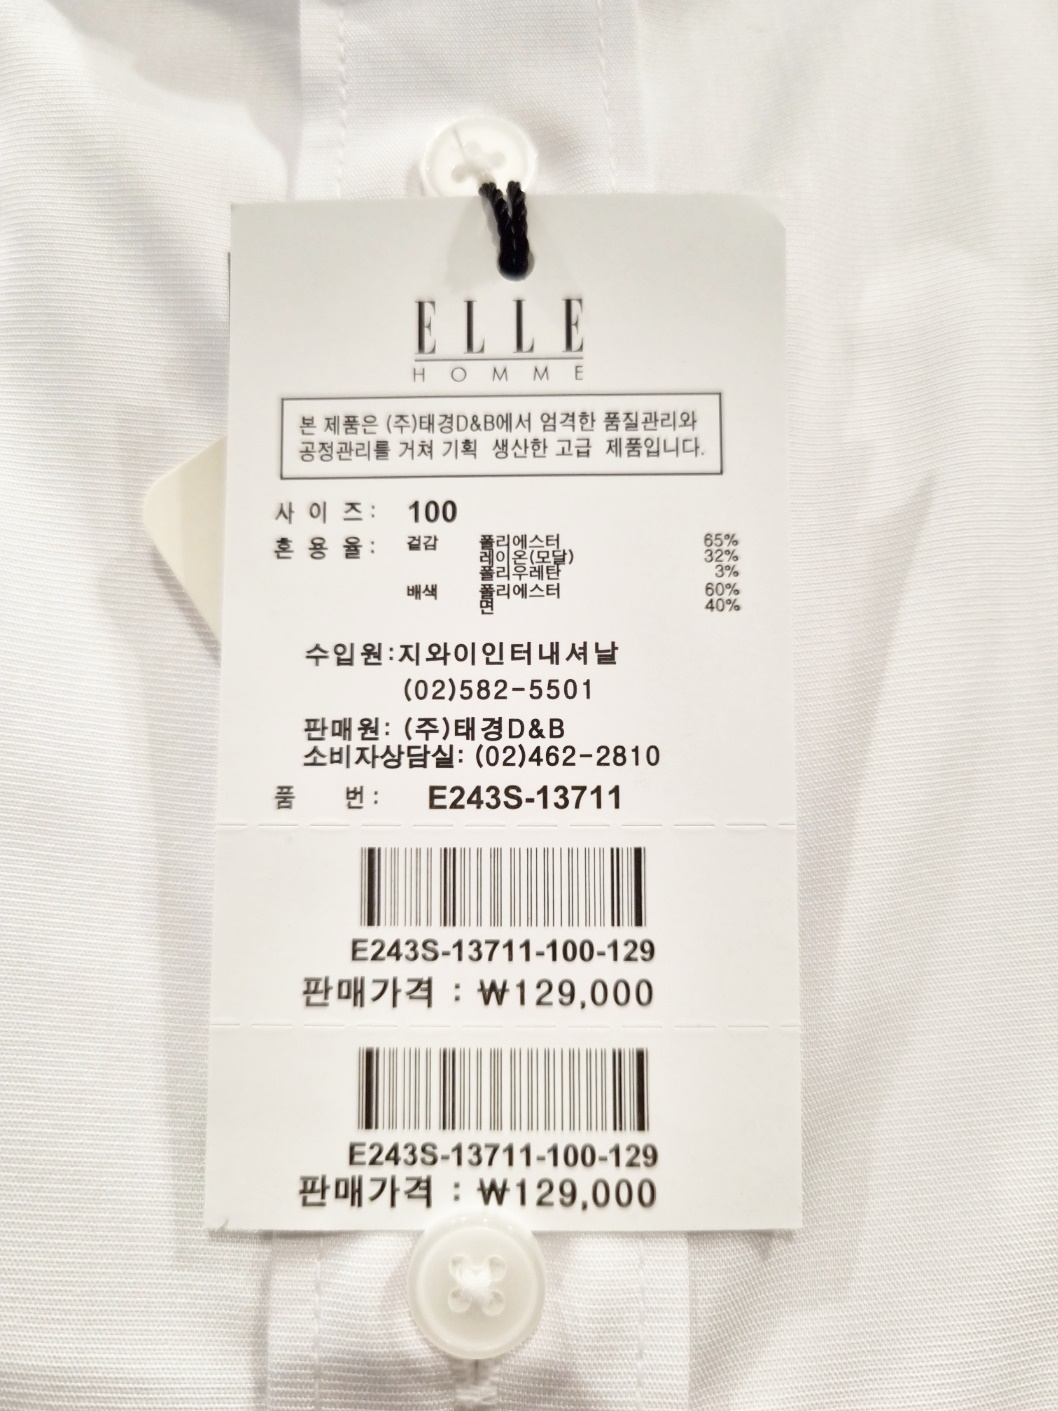 ELLE
HOMME
본 제품은 (주)태경D&B에서 엄격한 품질관리와
공정관리를 거쳐 기획 생산한 고급 제품입니다.
사 이 즈 : 100
혼 용 율 : 겉감 폴리에스터 65%
레이온(모달) 32%
폴리우레탄 3%
배색 폴리에스터 60%
면 40%
수입원:지와이인터내셔날
(02)582-5501
판매원: (주)태경D&B
소비자상담실: (02)462-2810
품 번 : E243S-13711
E243S-13711-100-129
판매가격 : ₩129,000
E243S-13711-100-129
판매가격 : ₩129,000